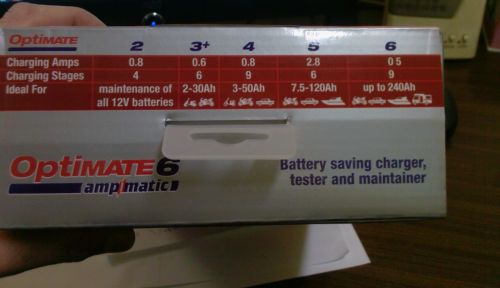 OPTIMATE 2 3+ 4 5 6
Charging Amps 0.8 0.6 0.8 2.8 0 5
Charging Stages 4 6 9 6 9
Ideal For maintenance of 2-30Ah 3-50Ah 7.5-120Ah up to 240Ah
all 12V batteries
OPTIMATE6
ampmatic
Battery saving charger,
tester and maintainer